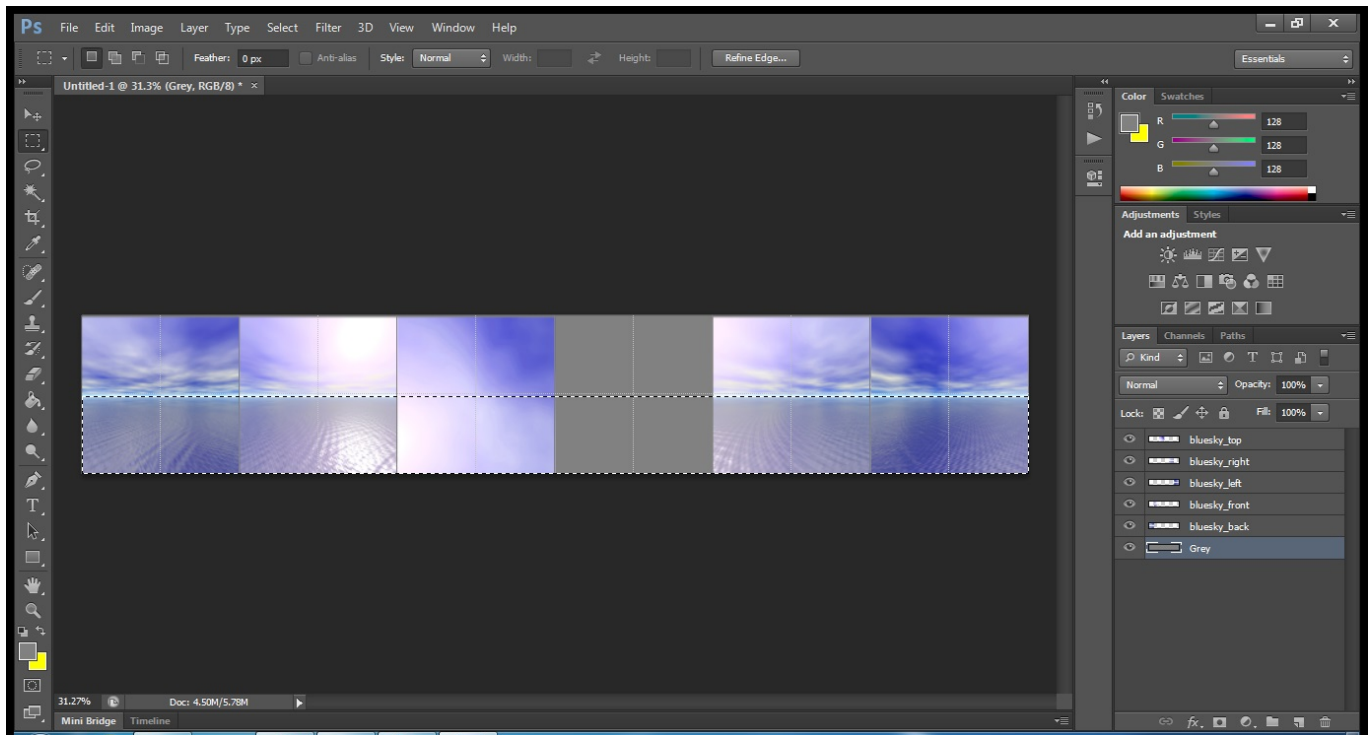 Ps File Edit Image Layer Type Select Filter 3D View Window Help
Feather: 0 px Anti-alias Style: Normal Width: Height: Refine Edge... Essentials
Untitled-1 @ 31.3% (Grey, RGB/8) * ×
Color Swatches
R 128
G 128
B 128
Adjustments Styles
Add an adjustment
Layers Channels Paths
Kind
Normal Opacity: 100%
Lock: Fill: 100%
bluesky_top
bluesky_right
bluesky_left
bluesky_front
bluesky_back
Grey
31.27% Doc: 4.50M/5.78M
Mini Bridge Timeline